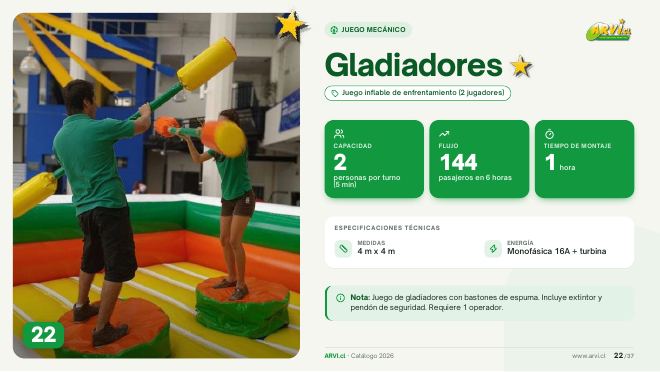 JUEGO MECÁNICO
ARVI.cl
Gladiadores
Juego inflable de enfrentamiento (2 jugadores)
CAPACIDAD
2
personas por turno
(5 min)
FLUJO
144
pasajeros en 6 horas
TIEMPO DE MONTAJE
1 hora
ESPECIFICACIONES TÉCNICAS
MEDIDAS
4 m x 4 m
ENERGÍA
Monofásica 16A + turbina
Nota: Juego de gladiadores con bastones de espuma. Incluye extintor y
pendón de seguridad. Requiere 1 operador.
22
ARVI.cl · Catálogo 2026
www.arvi.cl 22/37